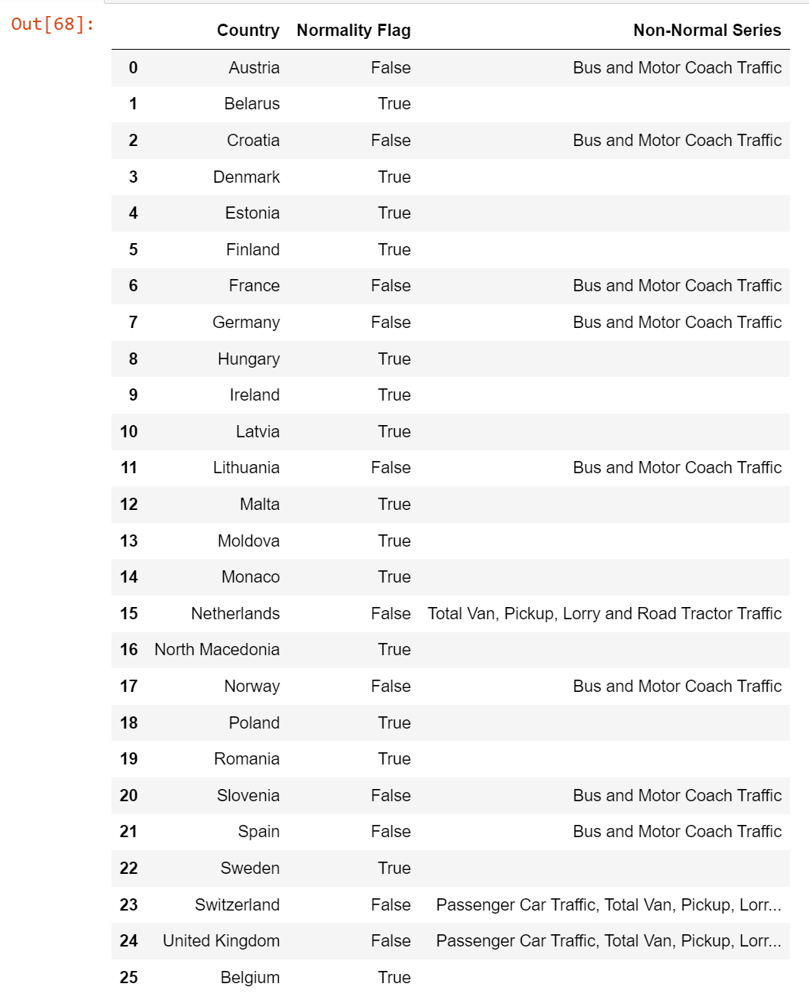 Out[68]:
Country Normality Flag Non-Normal Series
0 Austria False Bus and Motor Coach Traffic
1 Belarus True
2 Croatia False Bus and Motor Coach Traffic
3 Denmark True
4 Estonia True
5 Finland True
6 France False Bus and Motor Coach Traffic
7 Germany False Bus and Motor Coach Traffic
8 Hungary True
9 Ireland True
10 Latvia True
11 Lithuania False Bus and Motor Coach Traffic
12 Malta True
13 Moldova True
14 Monaco True
15 Netherlands False Total Van, Pickup, Lorry and Road Tractor Traffic
16 North Macedonia True
17 Norway False Bus and Motor Coach Traffic
18 Poland True
19 Romania True
20 Slovenia False Bus and Motor Coach Traffic
21 Spain False Bus and Motor Coach Traffic
22 Sweden True
23 Switzerland False Passenger Car Traffic, Total Van, Pickup, Lorr...
24 United Kingdom False Passenger Car Traffic, Total Van, Pickup, Lorr...
25 Belgium True